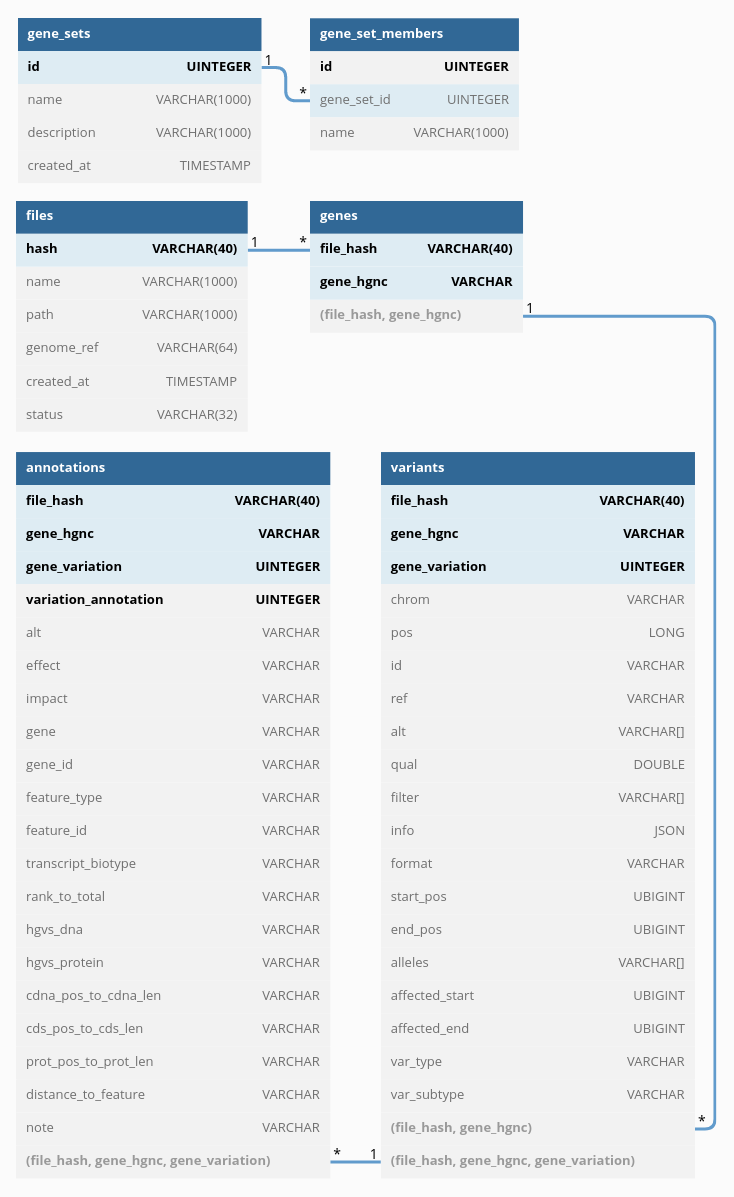 gene_sets
id UINTEGER
name VARCHAR(1000)
description VARCHAR(1000)
created_at TIMESTAMP
1
*
gene_set_members
id UINTEGER
gene_set_id UINTEGER
name VARCHAR(1000)
files
hash VARCHAR(40)
name VARCHAR(1000)
path VARCHAR(1000)
genome_ref VARCHAR(64)
created_at TIMESTAMP
status VARCHAR(32)
1
*
genes
file_hash VARCHAR(40)
gene_hgnc VARCHAR
(file_hash, gene_hgnc)
1
annotations
file_hash VARCHAR(40)
gene_hgnc VARCHAR
gene_variation UINTEGER
variation_annotation UINTEGER
alt VARCHAR
effect VARCHAR
impact VARCHAR
gene VARCHAR
gene_id VARCHAR
feature_type VARCHAR
feature_id VARCHAR
transcript_biotype VARCHAR
rank_to_total VARCHAR
hgvs_dna VARCHAR
hgvs_protein VARCHAR
cdna_pos_to_cdna_len VARCHAR
cds_pos_to_cds_len VARCHAR
prot_pos_to_prot_len VARCHAR
distance_to_feature VARCHAR
note VARCHAR
(file_hash, gene_hgnc, gene_variation)
*
1
variants
file_hash VARCHAR(40)
gene_hgnc VARCHAR
gene_variation UINTEGER
chrom VARCHAR
pos LONG
id VARCHAR
ref VARCHAR
alt VARCHAR[]
qual DOUBLE
filter VARCHAR[]
info JSON
format VARCHAR
start_pos UBIGINT
end_pos UBIGINT
alleles VARCHAR[]
affected_start UBIGINT
affected_end UBIGINT
var_type VARCHAR
var_subtype VARCHAR
(file_hash, gene_hgnc)
*
(file_hash, gene_hgnc, gene_variation)